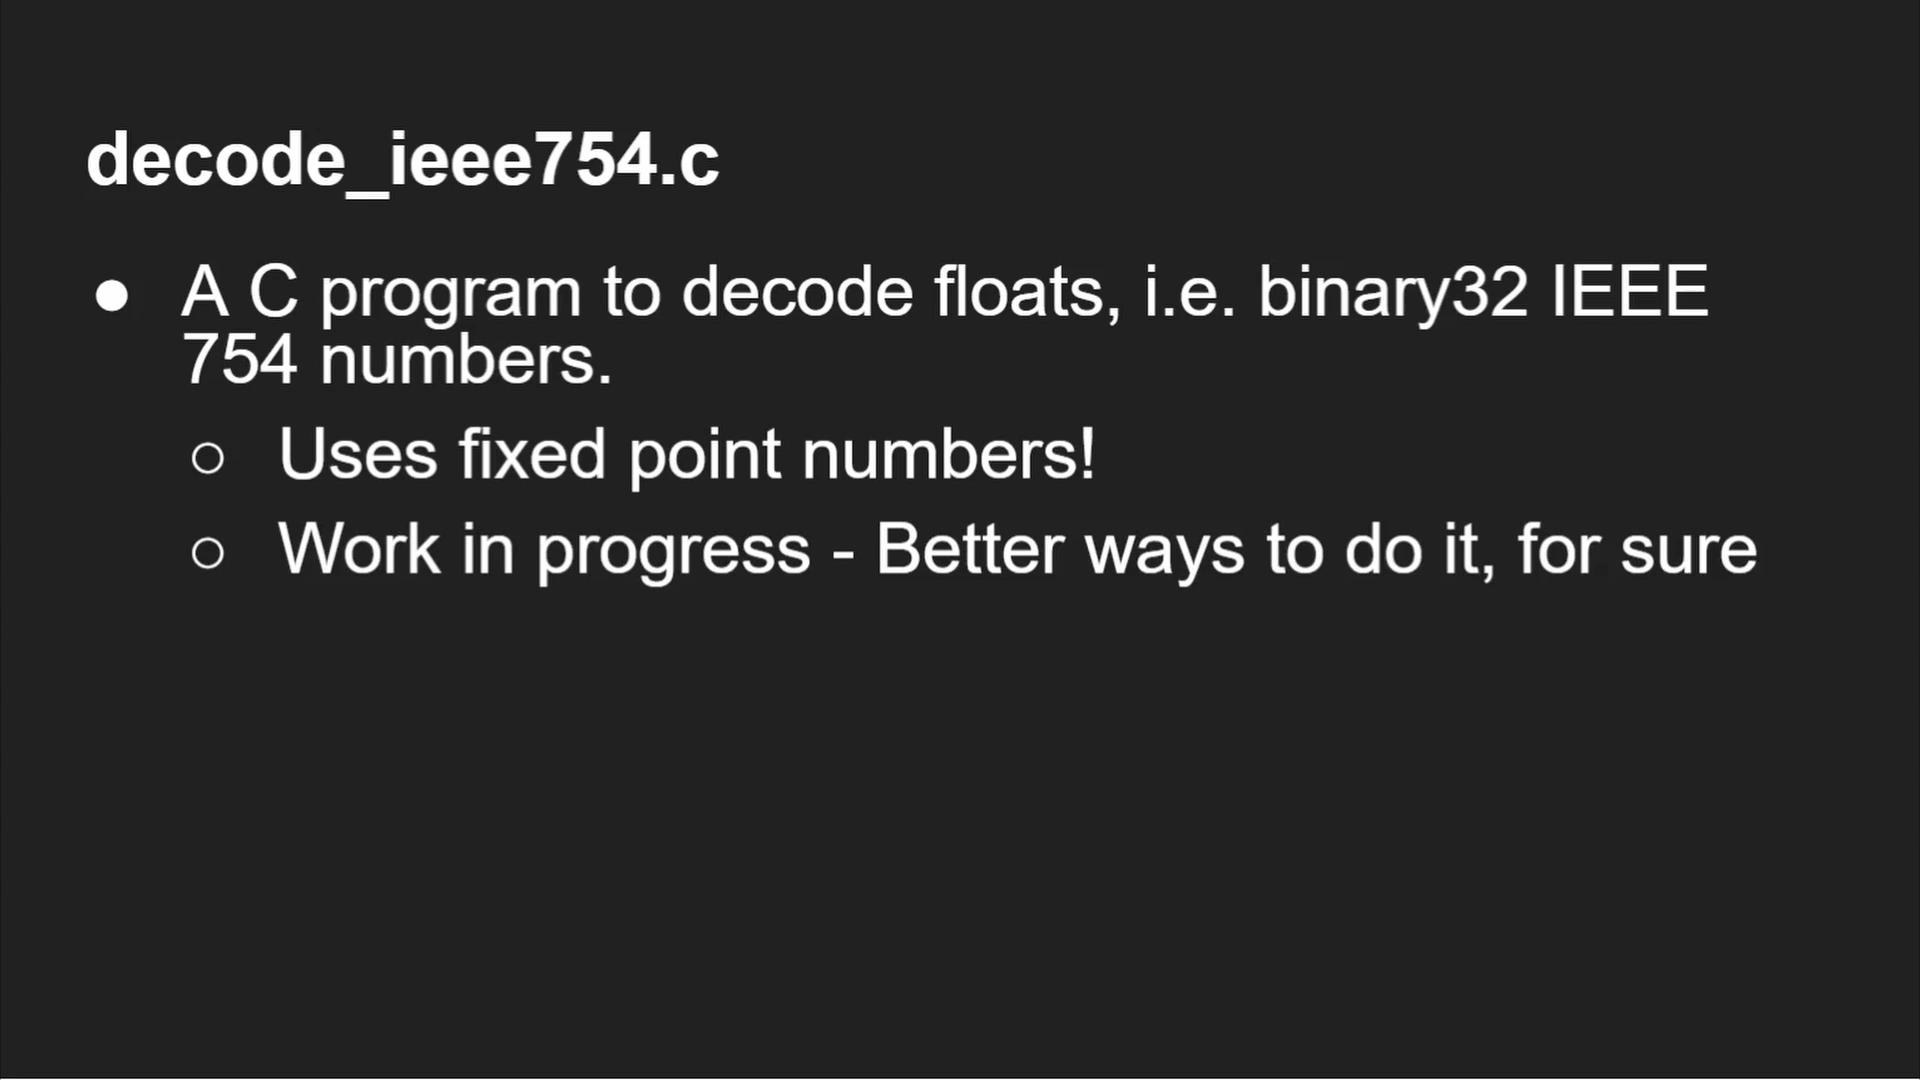 decode_ieee754.c
● A C program to decode floats, i.e. binary32 IEEE
754 numbers.
○ Uses fixed point numbers!
○ Work in progress - Better ways to do it, for sure